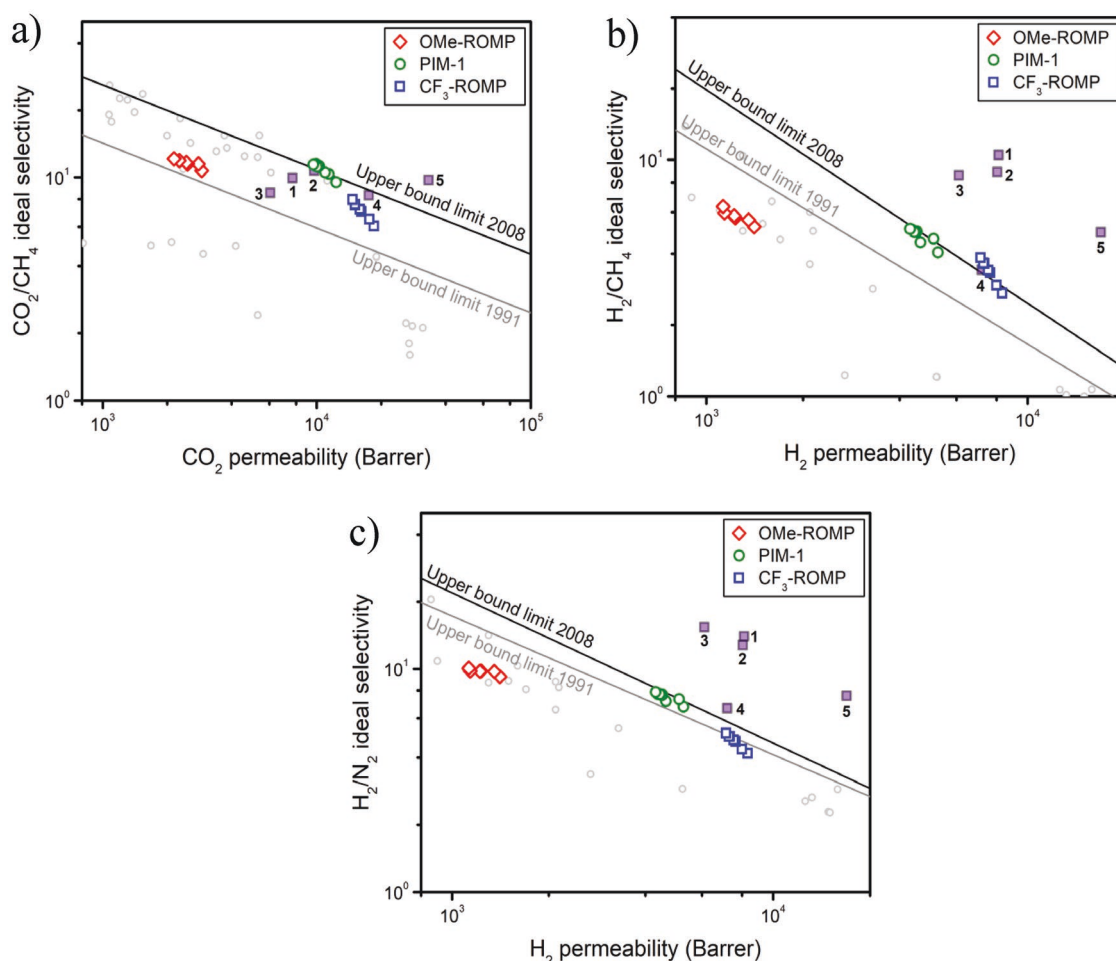 a)
OMe-ROMP
PIM-1
CF3-ROMP
Upper bound limit 2008
Upper bound limit 1991
3
1
2
4
5
10^1
10^0
10^3
10^4
10^5
CO2/CH4 ideal selectivity
CO2 permeability (Barrer)
b)
OMe-ROMP
PIM-1
CF3-ROMP
Upper bound limit 2008
Upper bound limit 1991
1
2
3
4
5
10^1
10^0
10^3
10^4
H2/CH4 ideal selectivity
H2 permeability (Barrer)
c)
OMe-ROMP
PIM-1
CF3-ROMP
Upper bound limit 2008
Upper bound limit 1991
3
1
2
4
5
10^1
10^0
10^3
10^4
H2/N2 ideal selectivity
H2 permeability (Barrer)